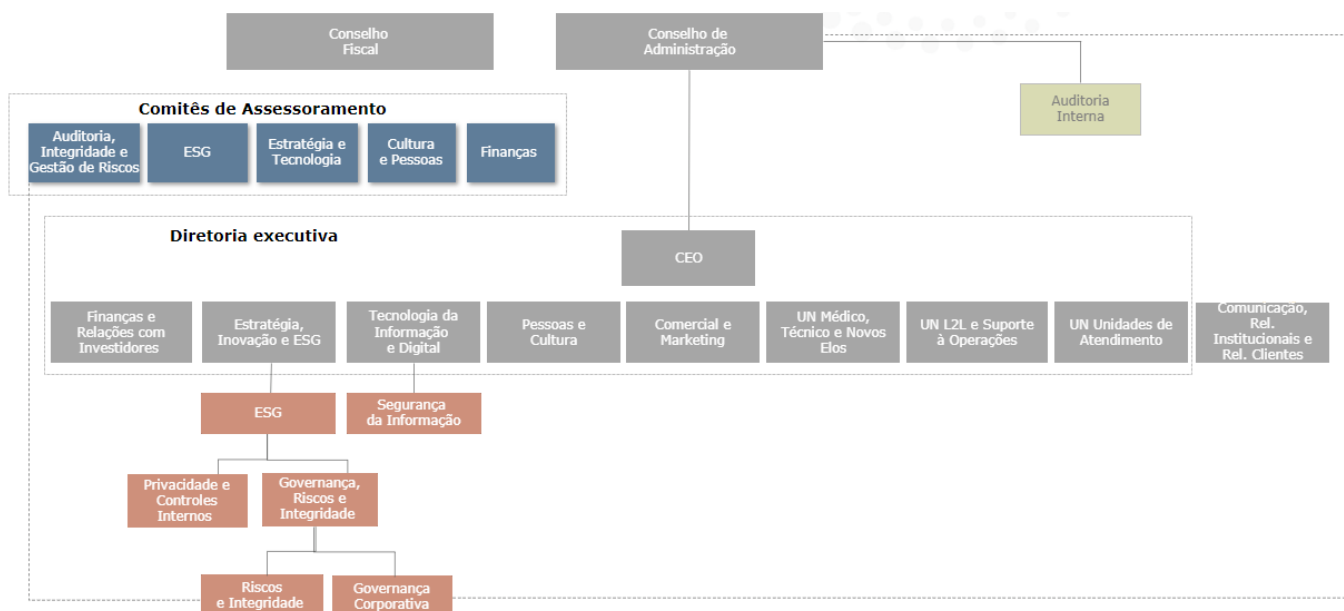 Conselho
Fiscal
Conselho de
Administração
Auditoria
Interna
Comitês de Assessoramento
Auditoria,
Integridade e
Gestão de Riscos
ESG
Estratégia e
Tecnologia
Cultura
e Pessoas
Finanças
Diretoria executiva
CEO
Finanças e
Relações com
Investidores
Estratégia,
Inovação e ESG
Tecnologia da
Informação
e Digital
Pessoas e
Cultura
Comercial e
Marketing
UN Médico,
Técnico e Novos
Elos
UN L2L e Suporte
à Operações
UN Unidades de
Atendimento
Comunicação,
Rel.
Institucionais e
Rel. Clientes
ESG
Segurança
da Informação
Privacidade e
Controles
Internos
Governança,
Riscos e
Integridade
Riscos
e Integridade
Governança
Corporativa